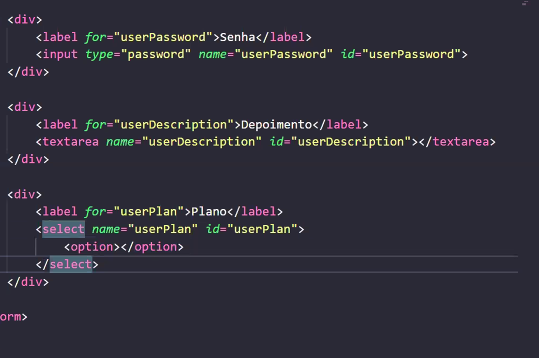 <div>
<label for="userPassword">Senha</label>
<input type="password" name="userPassword" id="userPassword">
</div>
<div>
<label for="userDescription">Depoimento</label>
<textarea name="userDescription" id="userDescription"></textarea>
</div>
<div>
<label for="userPlan">Plano</label>
<select name="userPlan" id="userPlan">
<option></option>
</select>
</div>
orm>